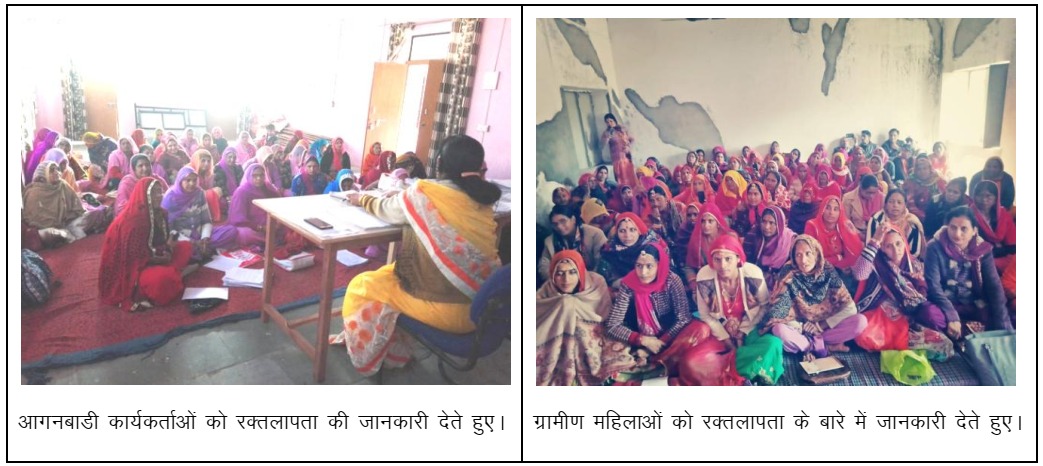 आगनबाडी कार्यकर्ताओं को रक्तलापता की जानकारी देते हुए।
ग्रामीण महिलाओं को रक्तलापता के बारे में जानकारी देते हुए।